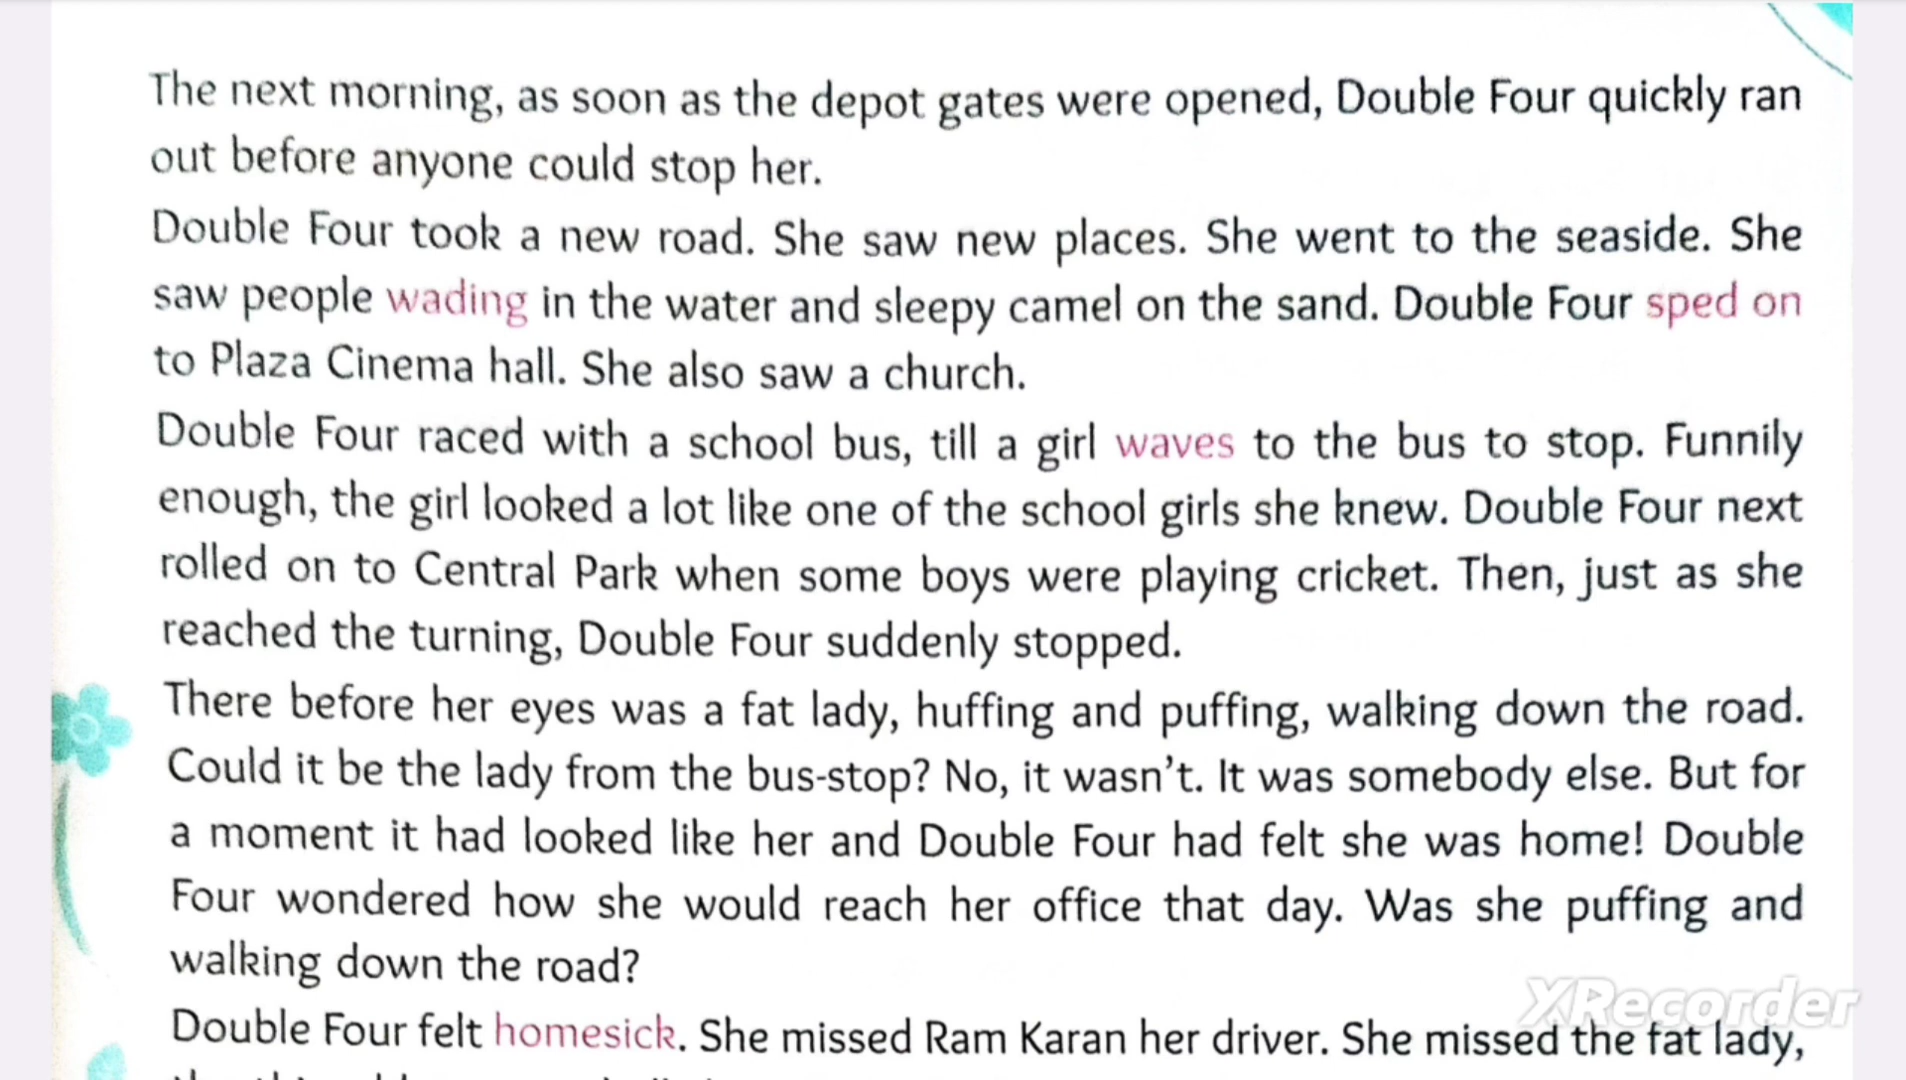 The next morning, as soon as the depot gates were opened, Double Four quickly ran
out before anyone could stop her.
Double Four took a new road. She saw new places. She went to the seaside. She
saw people wading in the water and sleepy camel on the sand. Double Four sped on
to Plaza Cinema hall. She also saw a church.
Double Four raced with a school bus, till a girl waves to the bus to stop. Funnily
enough, the girl looked a lot like one of the school girls she knew. Double Four next
rolled on to Central Park when some boys were playing cricket. Then, just as she
reached the turning, Double Four suddenly stopped.
There before her eyes was a fat lady, huffing and puffing, walking down the road.
Could it be the lady from the bus-stop? No, it wasn't. It was somebody else. But for
a moment it had looked like her and Double Four had felt she was home! Double
Four wondered how she would reach her office that day. Was she puffing and
walking down the road?
Double Four felt homesick. She missed Ram Karan her driver. She missed the fat lady,
XRecorder